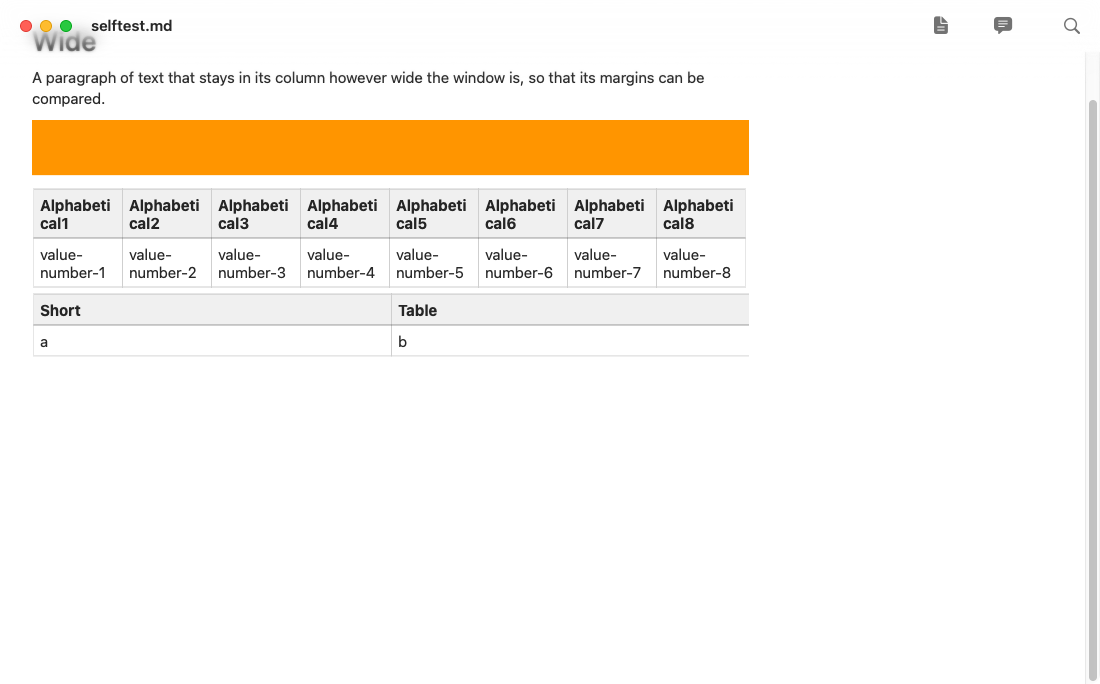 selftest.md
Wide
A paragraph of text that stays in its column however wide the window is, so that its margins can be
compared.
Alphabeti Alphabeti Alphabeti Alphabeti Alphabeti Alphabeti Alphabeti Alphabeti
cal1 cal2 cal3 cal4 cal5 cal6 cal7 cal8
value- value- value- value- value- value- value- value-
number-1 number-2 number-3 number-4 number-5 number-6 number-7 number-8
Short Table
a b